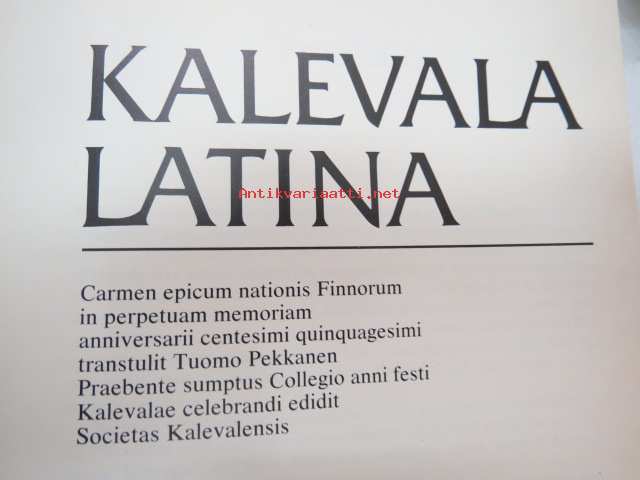 KALEVALA
LATINA
Antikvariaatti.net
Carmen epicum nationis Finnorum
in perpetuam memoriam
anniversarii centesimi quinquagesimi
transtulit Tuomo Pekkanen
Praebente sumptus Collegio anni festi
Kalevalae celebrandi edidit
Societas Kalevalensis